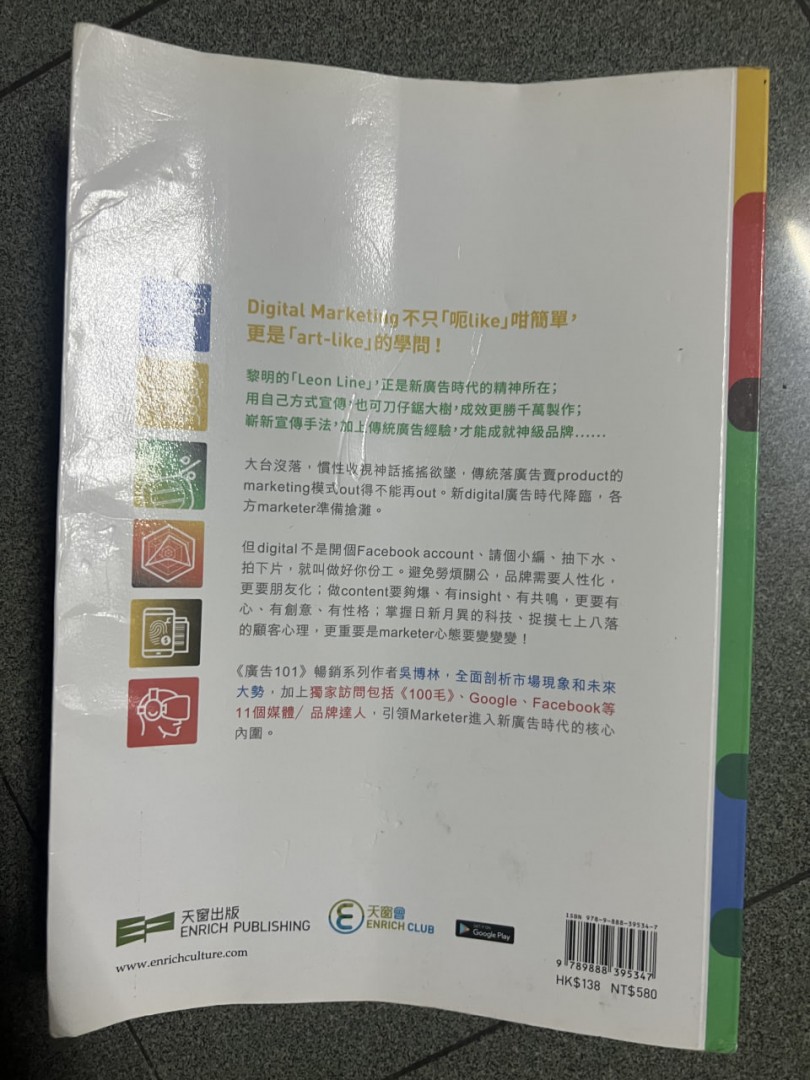 Digital Marketing 不只「呃like」咁簡單，
更是「art-like」的學問！
黎明的「Leon Line」，正是新廣告時代的精神所在；
用自己方式宣傳，也可刀仔鋸大樹，成效更勝千萬製作；
嶄新宣傳手法，加上傳統廣告經驗，才能成就神級品牌……
大台沒落，慣性收視神話搖搖欲墜，傳統落廣告賣product的
marketing模式out得不能再out。新digital廣告時代降臨，各
方marketer準備搶灘。
但digital不是開個Facebook account、請個小編、抽下水、
拍下片，就叫做好你份工。避免勞煩關公，品牌需要人性化，
更要朋友化；做content要夠爆、有insight、有共鳴，更要有
心、有創意、有性格；掌握日新月異的科技、捉摸七上八落
的顧客心理，更重要是marketer心態要變變變！
《廣告101》暢銷系列作者吳博林，全面剖析市場現象和未來
大勢，加上獨家訪問包括《100毛》、Google、Facebook等
11個媒體/ 品牌達人，引領Marketer進入新廣告時代的核心
內圍。
天窗出版
ENRICH PUBLISHING
www.enrichculture.com
天窗會
ENRICH CLUB
Google Play
ISBN 978-9-888-39534-7
9 789888 395347
HK$138 NT$580